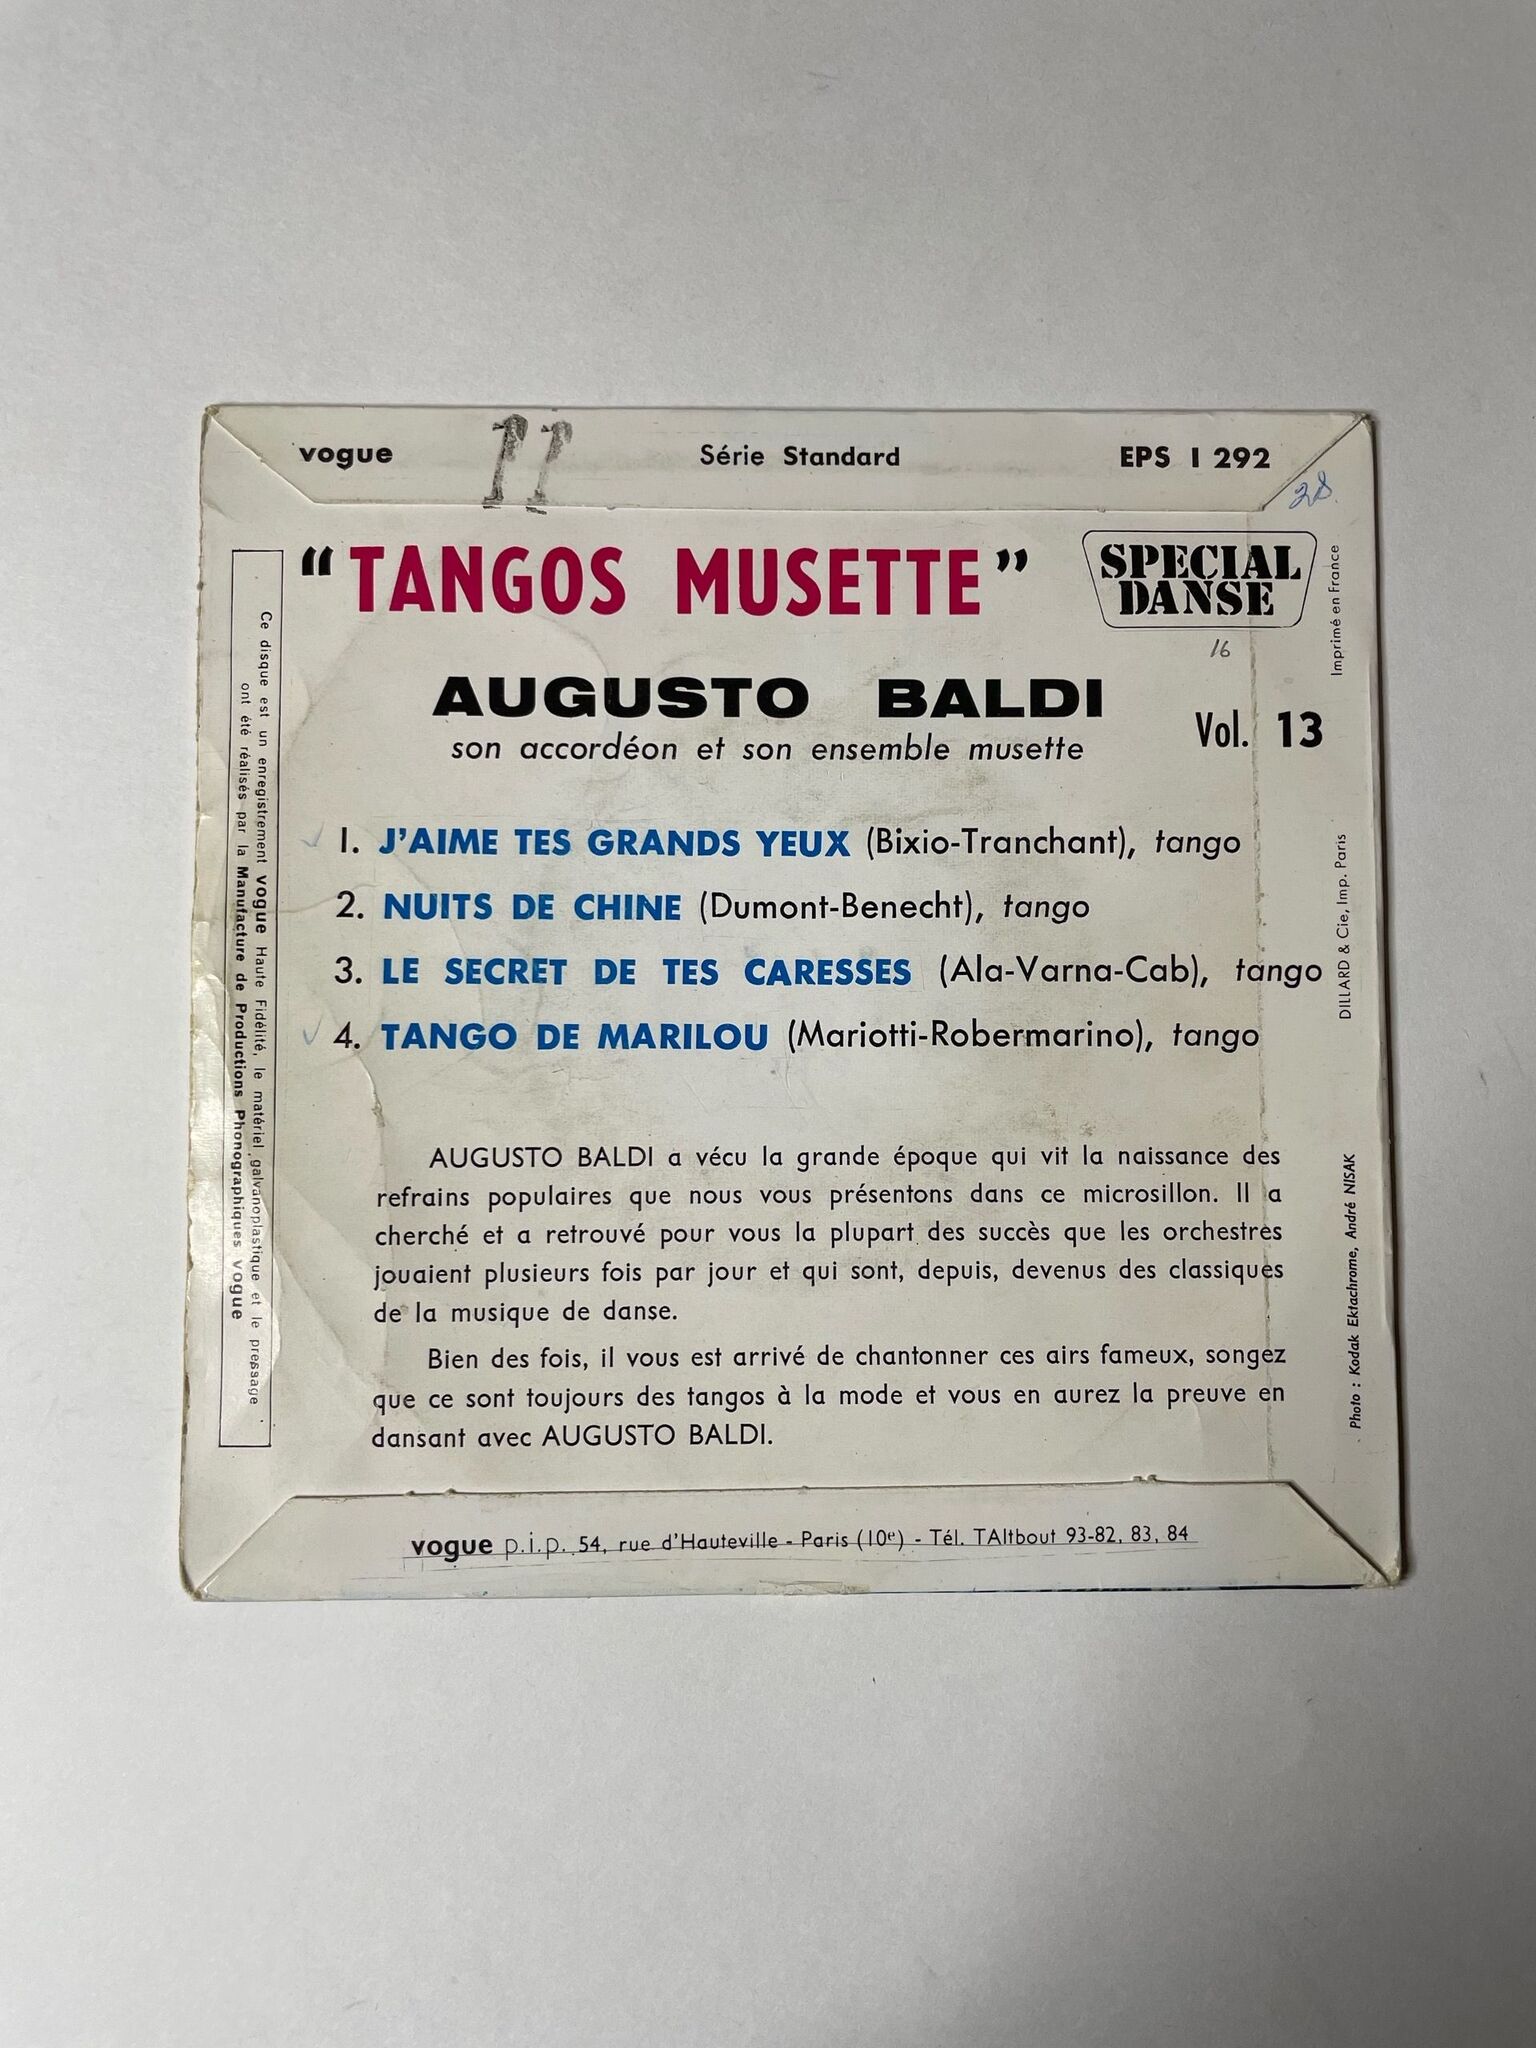 vogue
11
Série Standard
EPS 1 292
28.
"TANGOS MUSETTE"
SPECIAL
DANSE
16
AUGUSTO BALDI
son accordéon et son ensemble musette
Vol. 13
1. J'AIME TES GRANDS YEUX (Bixio-Tranchant), tango
2. NUITS DE CHINE (Dumont-Benecht), tango
3. LE SECRET DE TES CARESSES (Ala-Varna-Cab), tango
4. TANGO DE MARILOU (Mariotti-Robermarino), tango
AUGUSTO BALDI a vécu la grande époque qui vit la naissance des
refrains populaires que nous vous présentons dans ce microsillon. Il a
cherché et a retrouvé pour vous la plupart des succès que les orchestres
jouaient plusieurs fois par jour et qui sont, depuis, devenus des classiques
de la musique de danse.
Bien des fois, il vous est arrivé de chantonner ces airs fameux, songez
que ce sont toujours des tangos à la mode et vous en aurez la preuve en
dansant avec AUGUSTO BALDI.
Ce disque est un enregistrement vogue Haute Fidélité, le matériel galvanoplastique et le pressage
ont été réalisés par la Manufacture de Productions Phonographiques vogue
Imprimé en France
DILLARD & Cie, Imp. Paris
Photo : Kodak Ektachrome, André NISAK
vogue p.i.p. 54, rue d'Hauteville - Paris (10e) - Tél. TAItbout 93-82, 83, 84